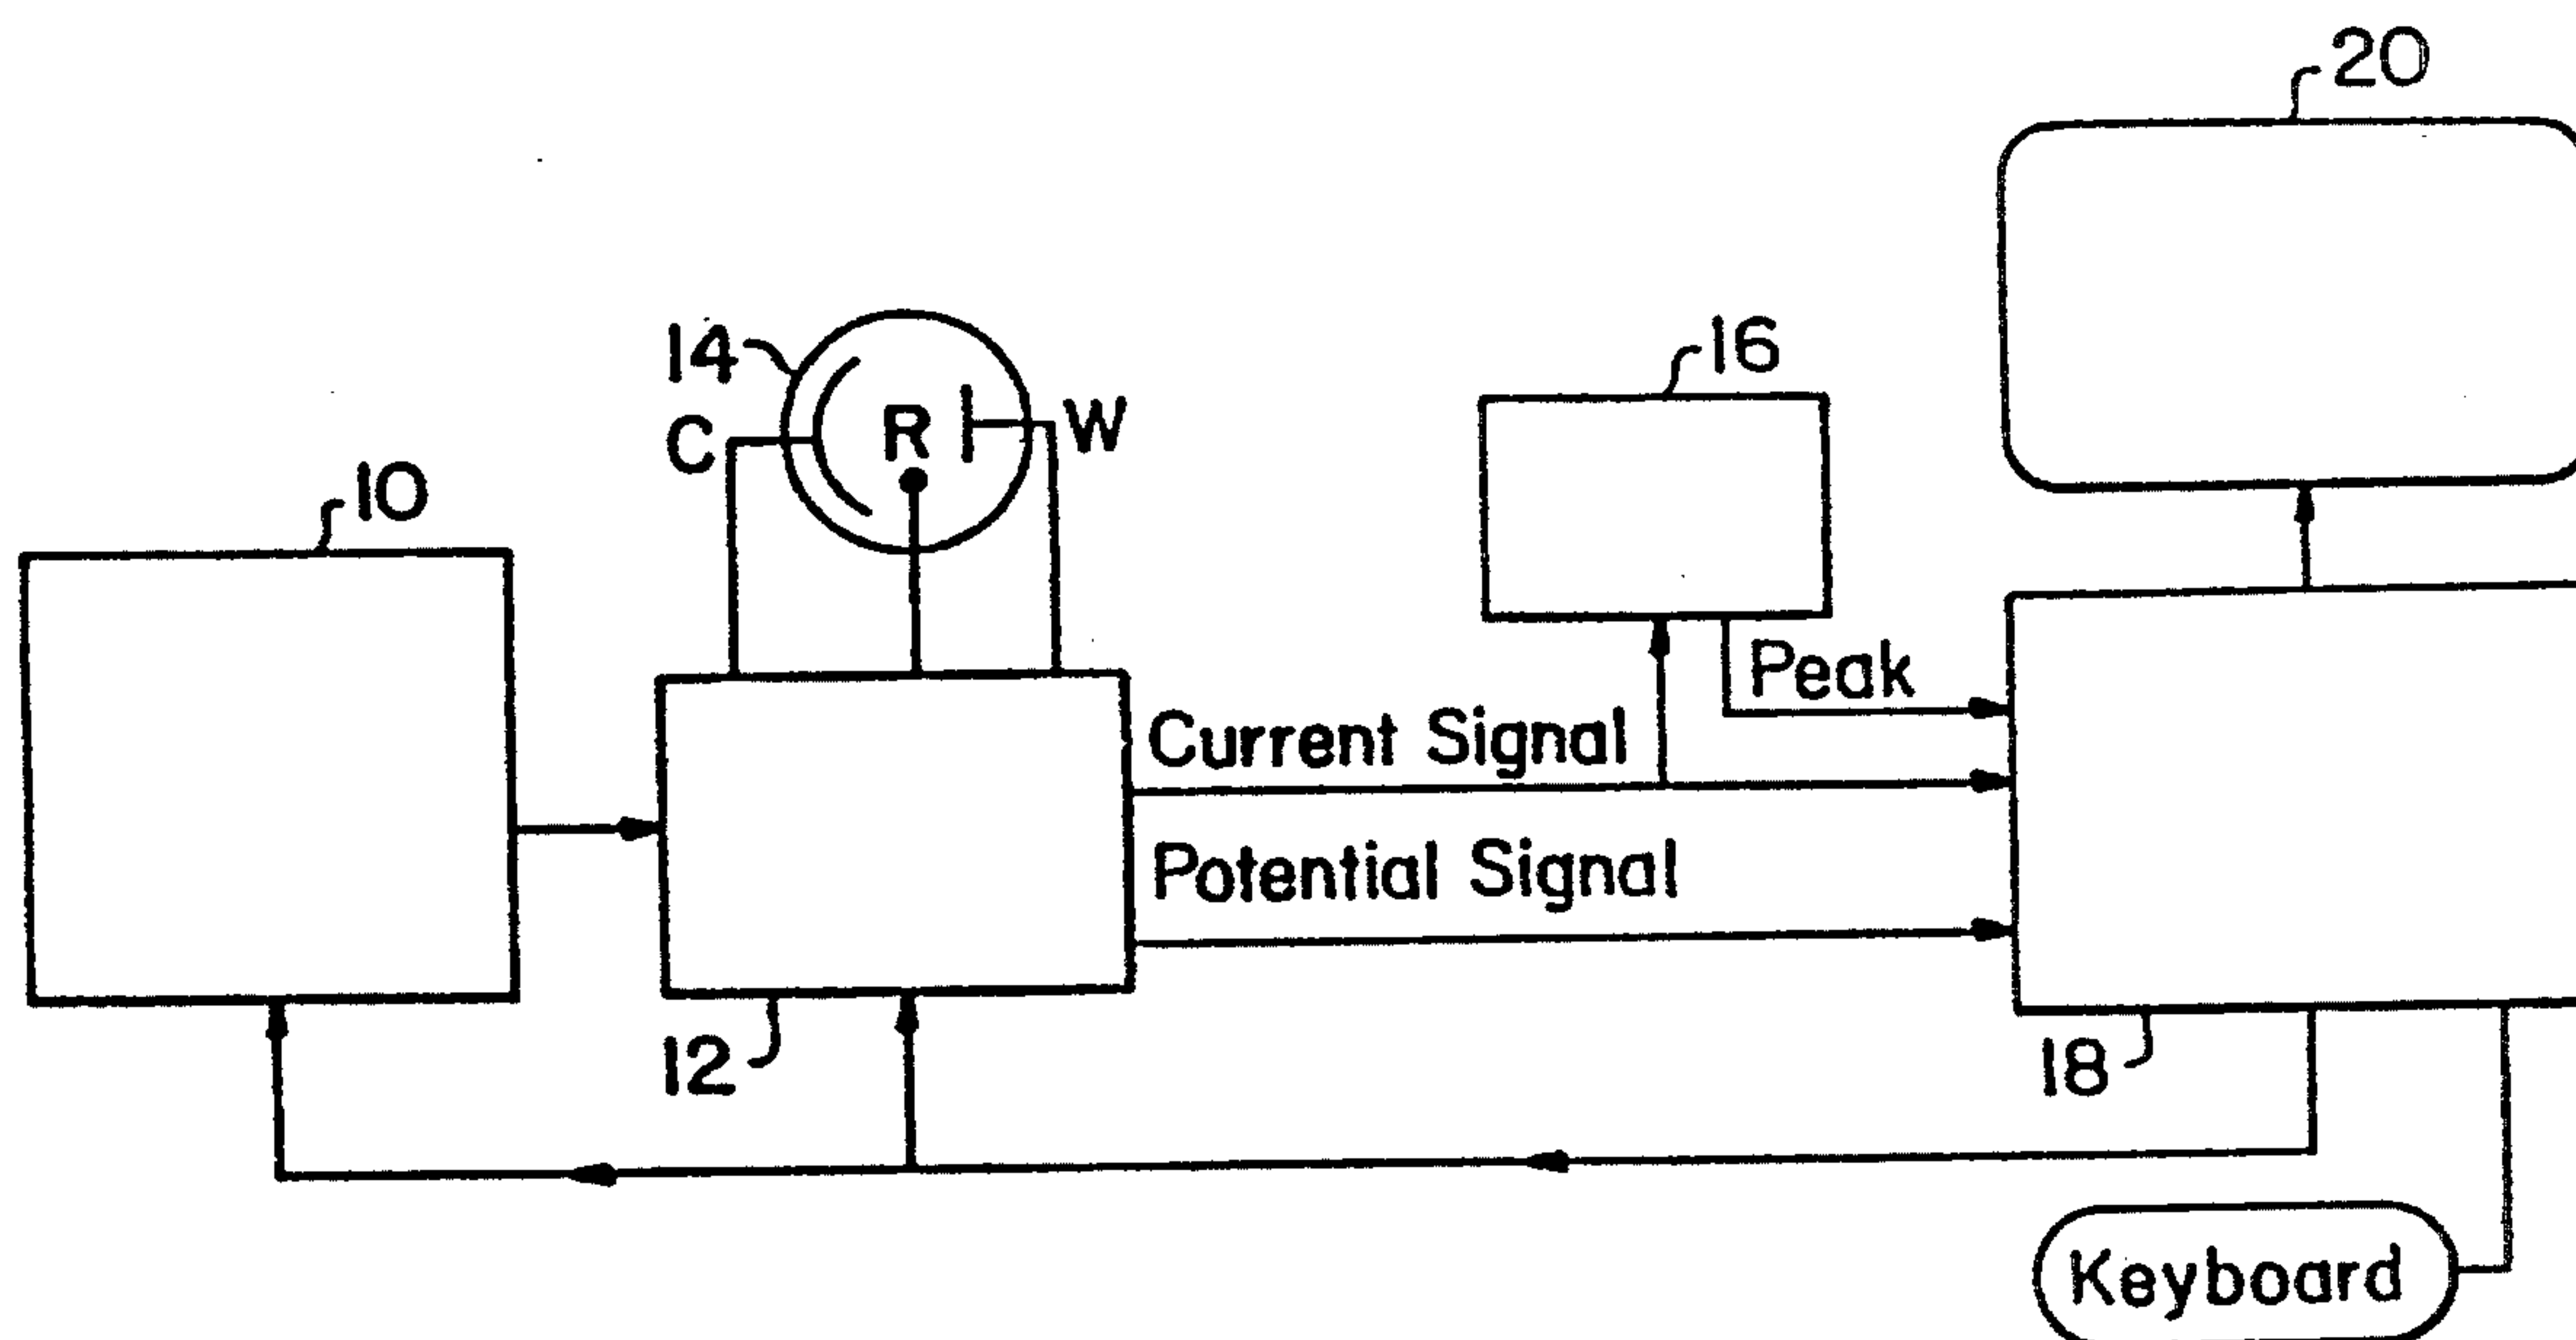 20
14
R
C
W
16
10
Peak
Current Signal
Potential Signal
12
18
Keyboard